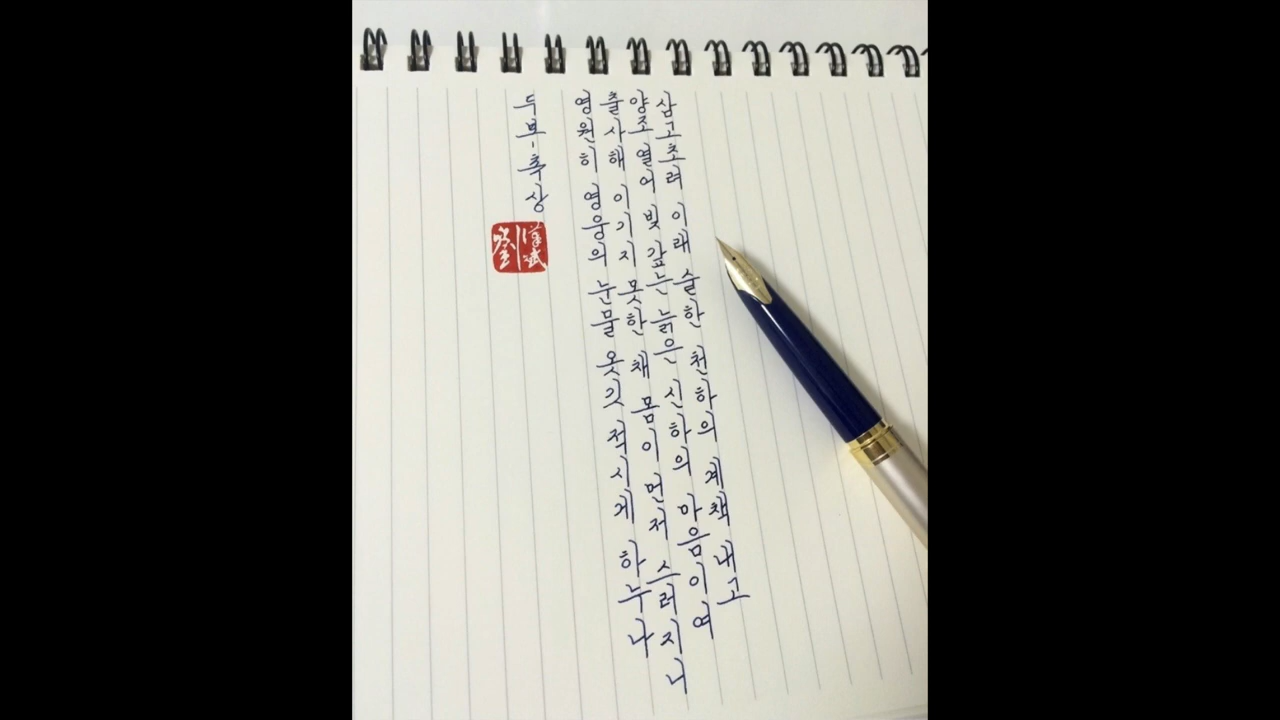 삼고초려 이래 술한 천하의 계책 내고
양조 열어 빛 갚는 늙은 신하의 마음이여
출사해 이기지 못한 채 몸이 먼저 스러지니
영원히 영웅의 눈물 옷깃 적시게 하누나
두보-촉상